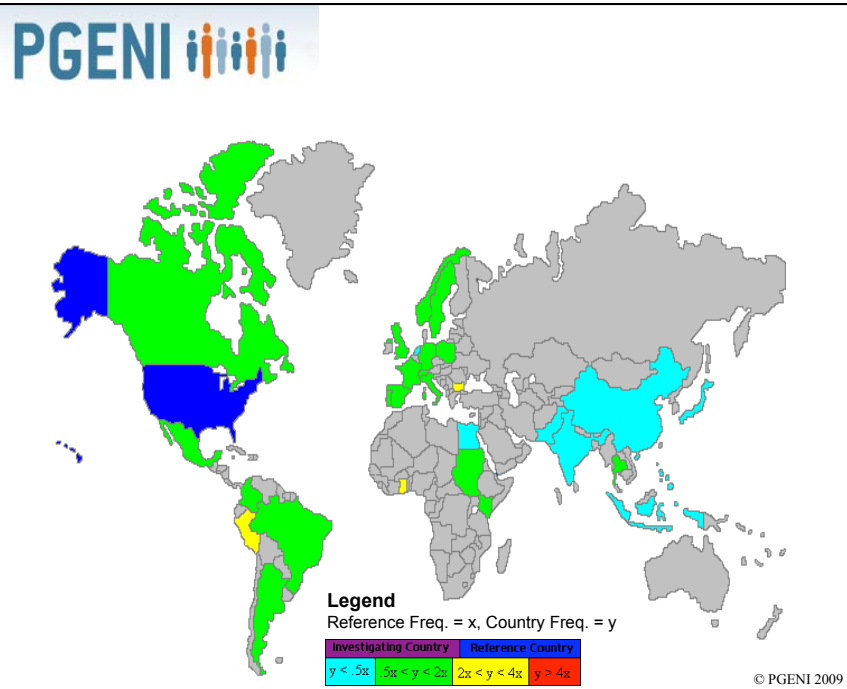 PGENI
Legend
Reference Freq. = x, Country Freq. = y
Investigating Country Reference Country
y < .5x .5x < y < 2x 2x < y < 4x y > 4x
© PGENI 2009